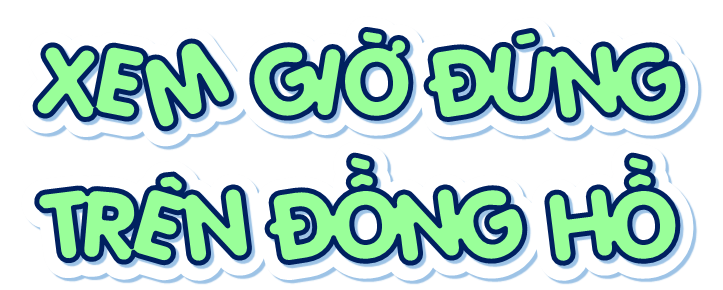 XEM GIỜ ĐÚNG
TRÊN ĐỒNG HỒ